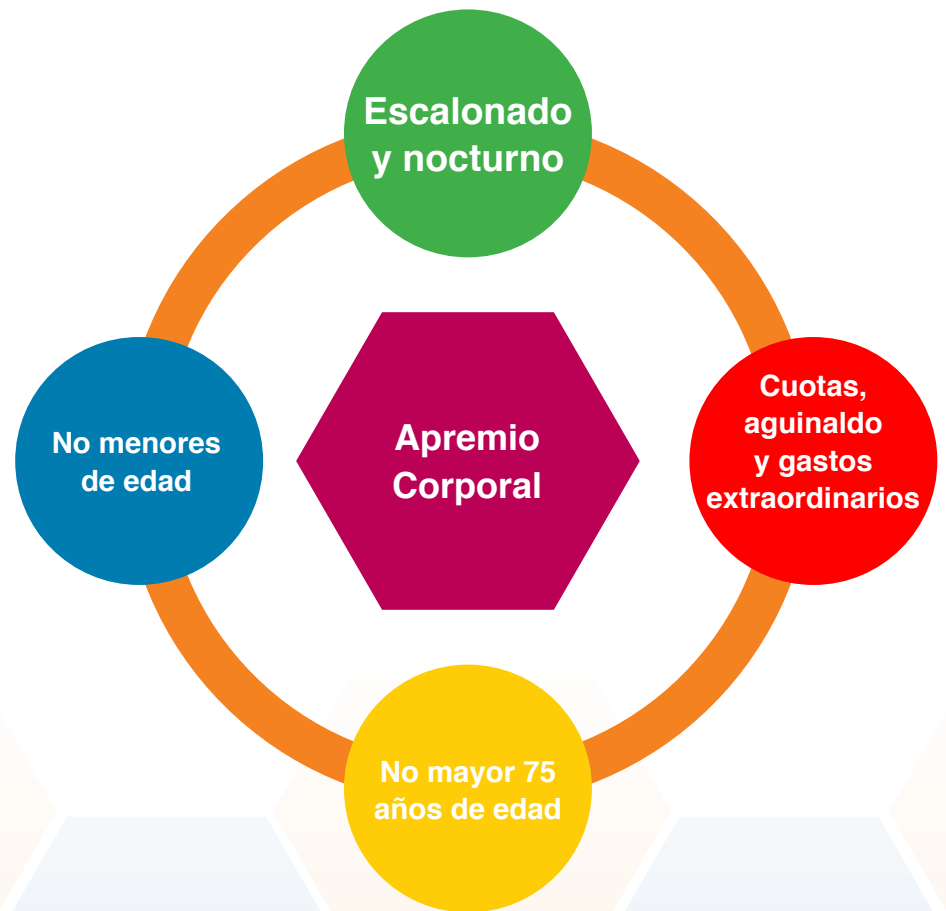 Escalonado
y nocturno
No menores
de edad
Apremio
Corporal
Cuotas,
aguinaldo
y gastos
extraordinarios
No mayor 75
años de edad